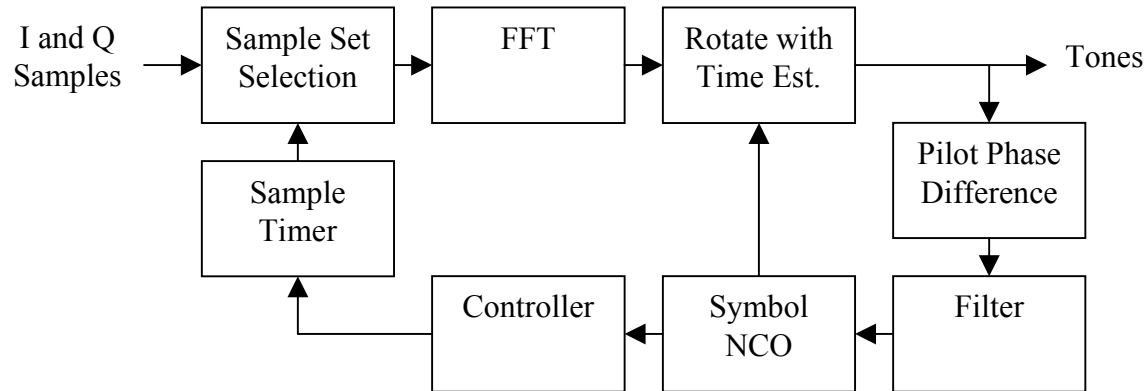 I and Q
Samples
Sample Set
Selection
FFT
Rotate with
Time Est.
Tones
Pilot Phase
Difference
Sample
Timer
Controller
Symbol
NCO
Filter